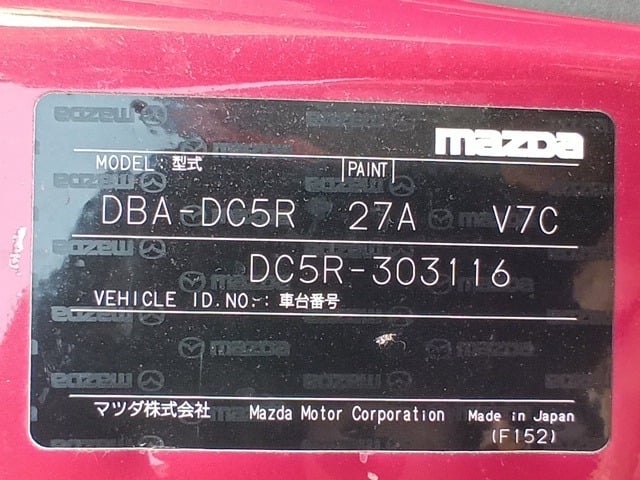 mazda
MODEL: 型式 PAINT
DBA-DC5R 27A V7C
DC5R-303116
VEHICLE ID.NO.: 車台番号
マツダ株式会社 Mazda Motor Corporation Made in Japan
(F152)